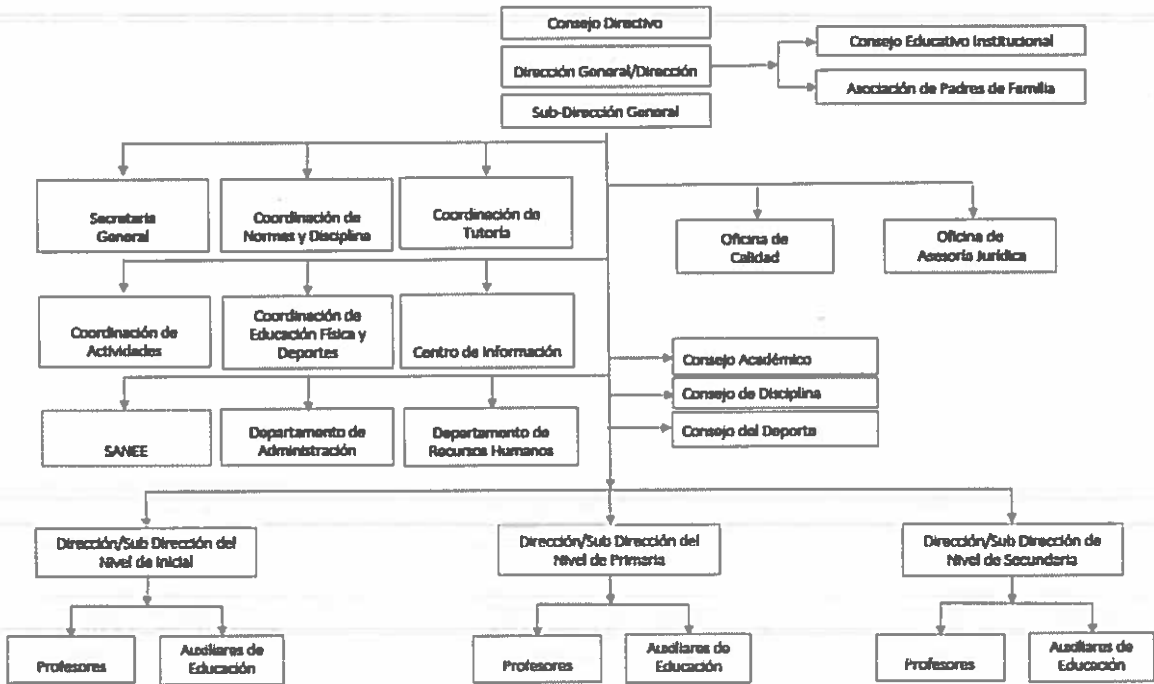 Consejo Directivo
Dirección General/Dirección
Consejo Educativo Institucional
Asociación de Padres de Familia
Sub-Dirección General
Secretaria
General
Coordinación de
Normas y Disciplina
Coordinación de
Tutoría
Oficina de
Calidad
Oficina de
Asesoría Jurídica
Coordinación de
Actividades
Coordinación de
Educación Física y
Deportes
Centro de Información
Consejo Académico
Consejo de Disciplina
Consejo del Deporte
SANEE
Departamento de
Administración
Departamento de
Recursos Humanos
Dirección/Sub Dirección del
Nivel de Inicial
Dirección/Sub Dirección del
Nivel de Primaria
Dirección/Sub Dirección de
Nivel de Secundaria
Profesores
Auxiliares de
Educación
Profesores
Auxiliares de
Educación
Profesores
Auxiliares de
Educación